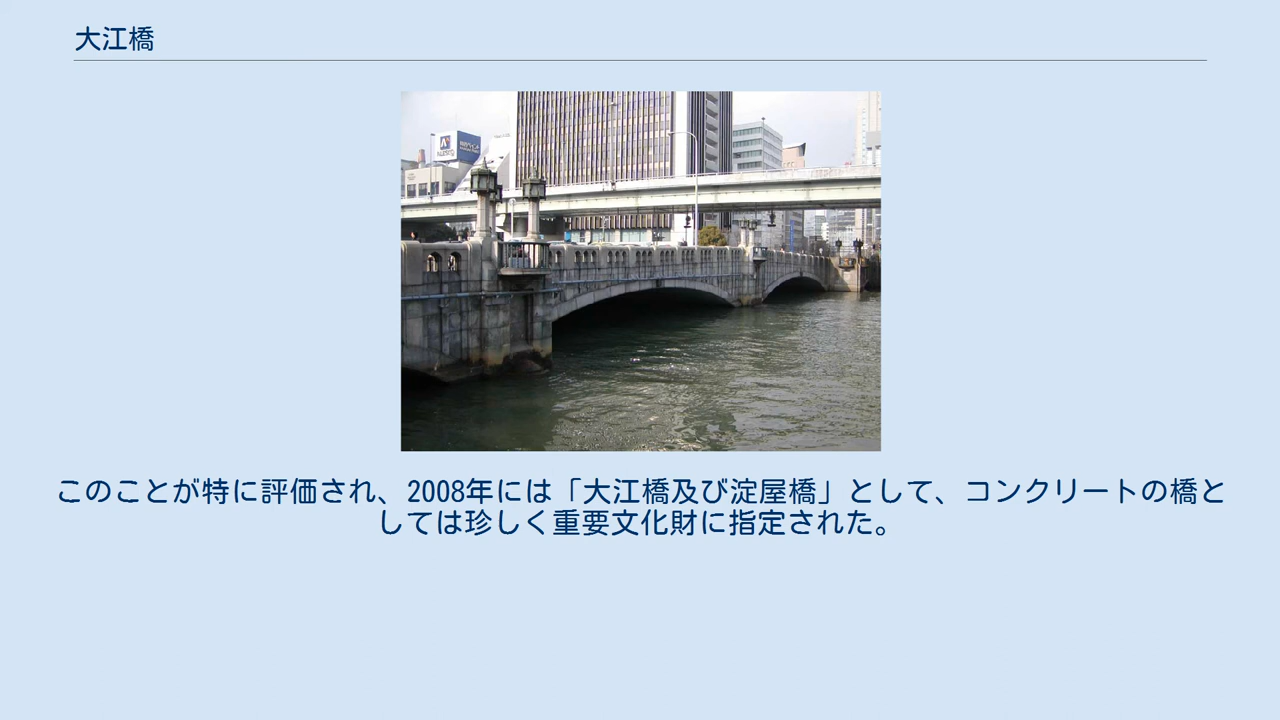 大江橋
このことが特に評価され、2008年には「大江橋及び淀屋橋」として、コンクリートの橋と
しては珍しく重要文化財に指定された。